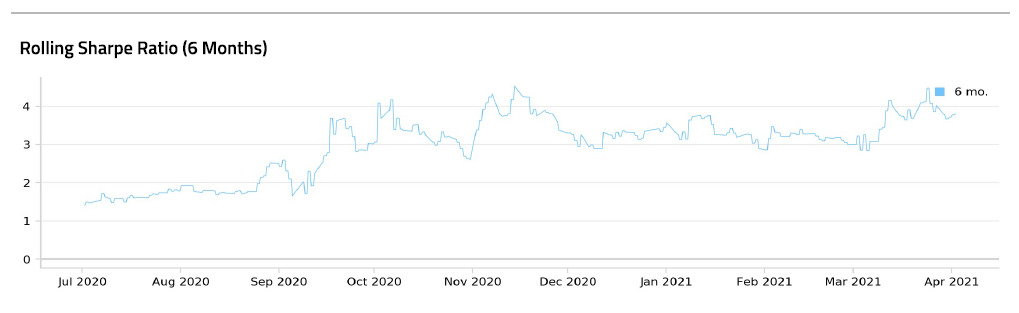 Rolling Sharpe Ratio (6 Months)
6 mo.
4
3
2
1
0
Jul 2020 Aug 2020 Sep 2020 Oct 2020 Nov 2020 Dec 2020 Jan 2021 Feb 2021 Mar 2021 Apr 2021